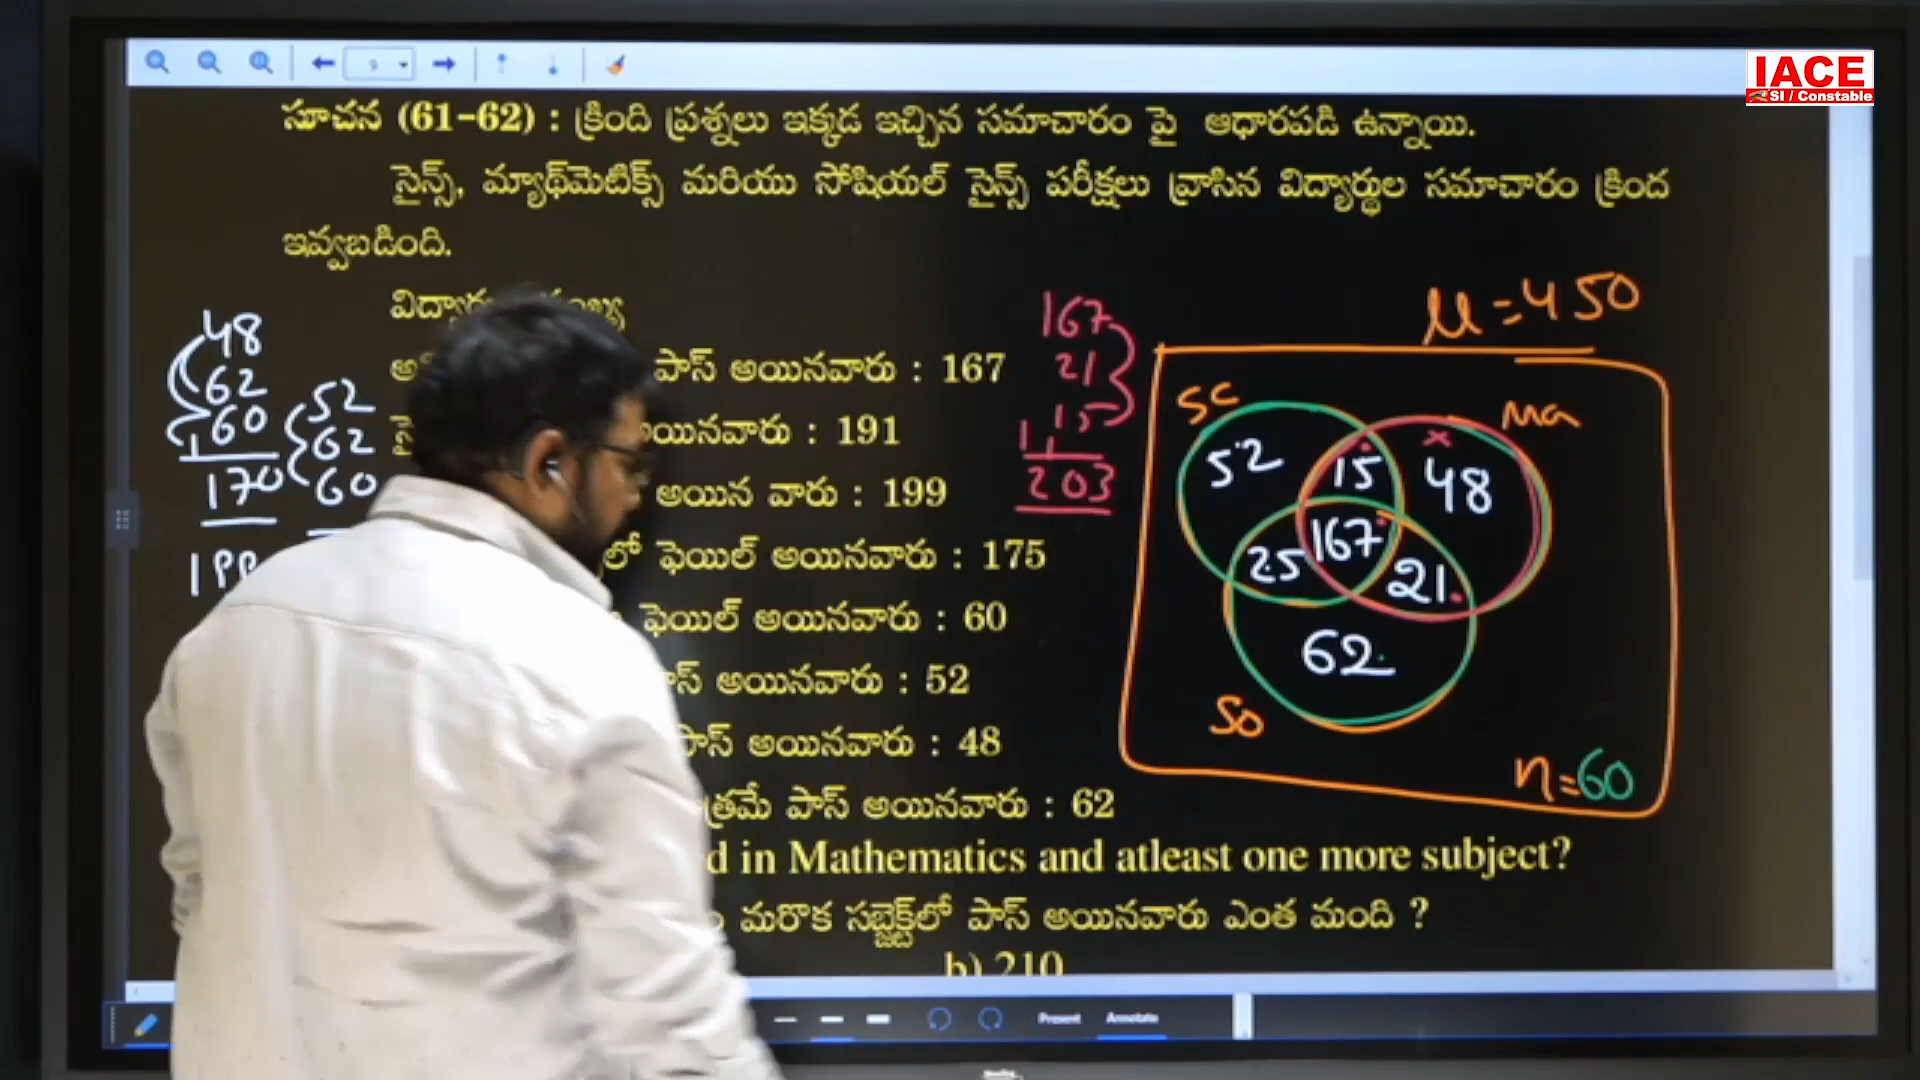 IACE
SI / Constable
9
సూచన (61-62) : క్రింది ప్రశ్నలు ఇక్కడ ఇచ్చిన సమాచారం పై ఆధారపడి ఉన్నాయి.
సైన్స్, మ్యాథ్‌మెటిక్స్ మరియు సోషియల్ సైన్స్ పరీక్షలు వ్రాసిన విద్యార్థుల సమాచారం క్రింద
ఇవ్వబడింది.
పాస్ అయినవారు : 167
అయినవారు : 191
అయిన వారు : 199
లో ఫెయిల్ అయినవారు : 175
ఫెయిల్ అయినవారు : 60
అయినవారు : 52
పాస్ అయినవారు : 48
పాస్ అయినవారు : 62
in Mathematics and atleast one more subject?
మరొక సబ్జెక్ట్‌లో పాస్ అయినవారు ఎంత మంది ?
b) 210
48
62
60
170
52
62
60
167
21
15
203
μ = 450
Sc
Ma
52
15
48
25
167
21
62
So
n = 60
Present
Annotate